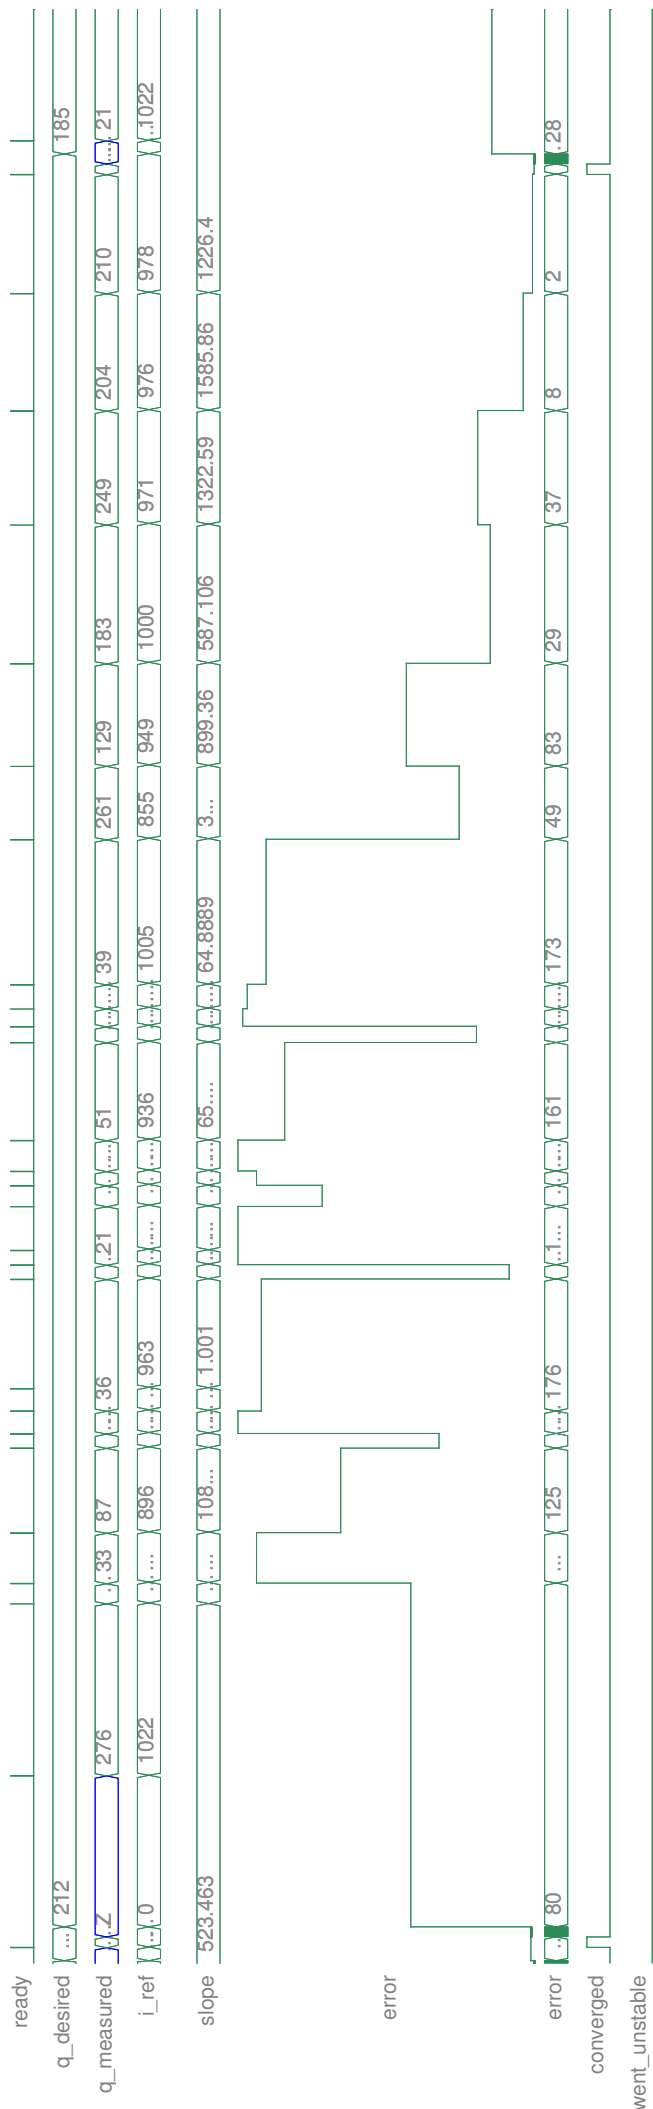 ready
q_desired ... 212 185
q_measured ... Z 276 ... 33 87 ... 36 ... 21 ... 51 ... 39 261 129 183 249 204 210 ... 21
i_ref ... 0 1022 ... 896 ... 963 ... 936 ... 1005 855 949 1000 971 976 978 ... 1022
slope 523.463 ... 108... ... 1.001 ... 65.... ... 64.8889 3... 899.36 587.106 1322.59 1585.86 1226.4
error
error ... 80 ... 125 ... 176 ... 1... ... 161 ... 173 49 83 29 37 8 2 .28
converged
went_unstable